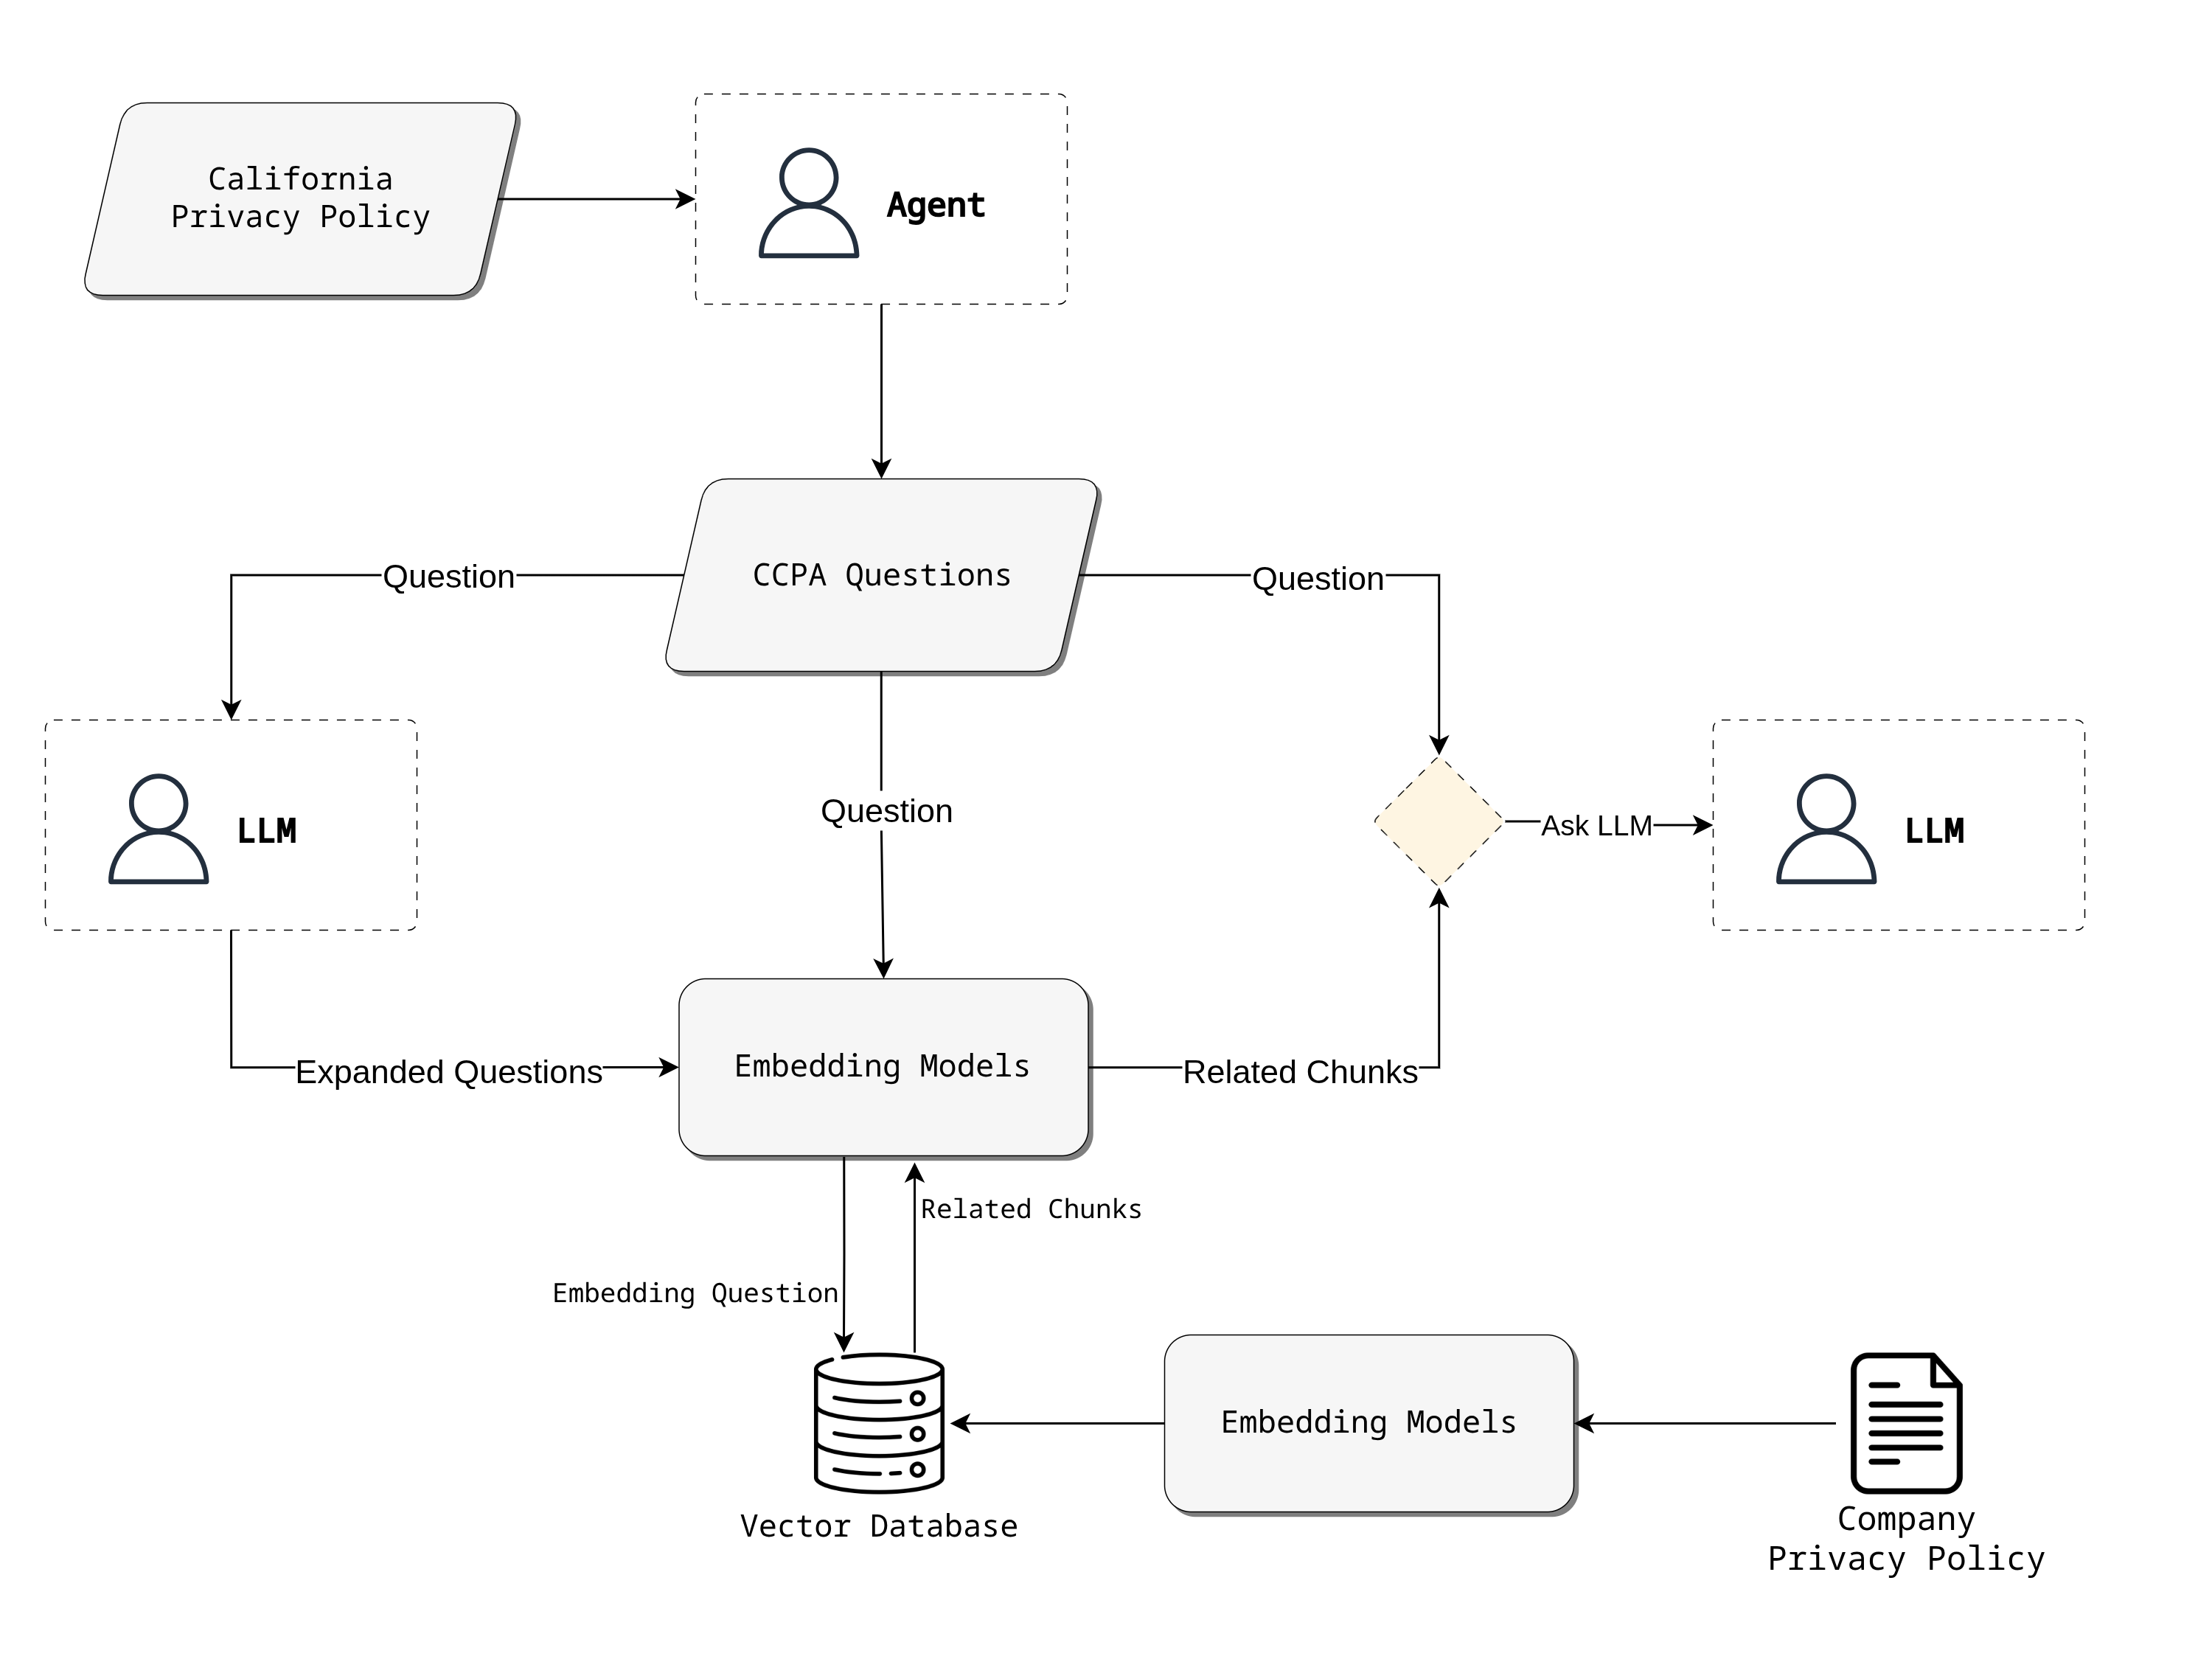 California
Privacy Policy
Agent
CCPA Questions
Question
Question
Question
LLM
Ask LLM
LLM
Expanded Questions
Embedding Models
Related Chunks
Related Chunks
Embedding Question
Embedding Models
Vector Database
Company
Privacy Policy